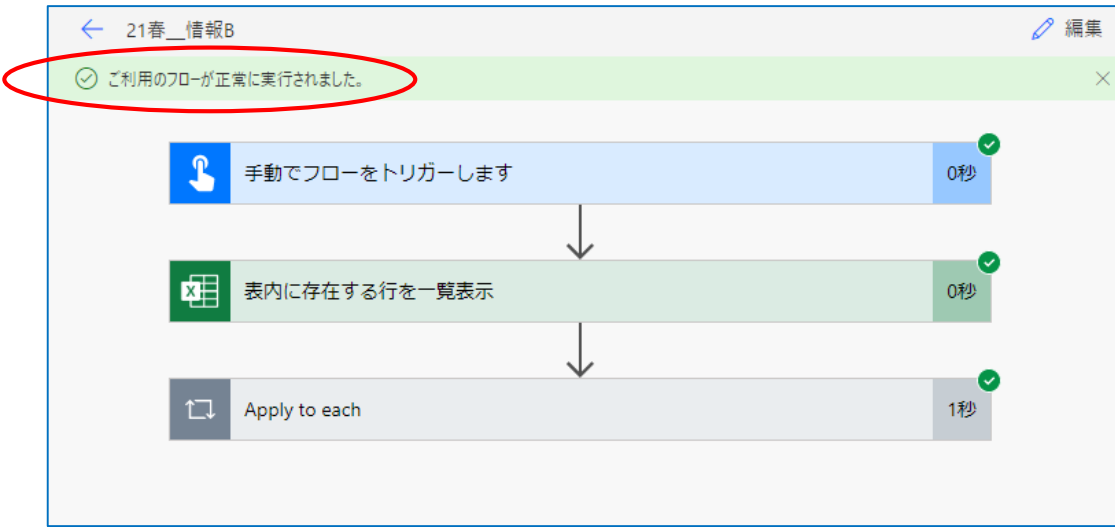 21春__情報B
編集
ご利用のフローが正常に実行されました。
手動でフローをトリガーします
0秒
表内に存在する行を一覧表示
0秒
Apply to each
1秒